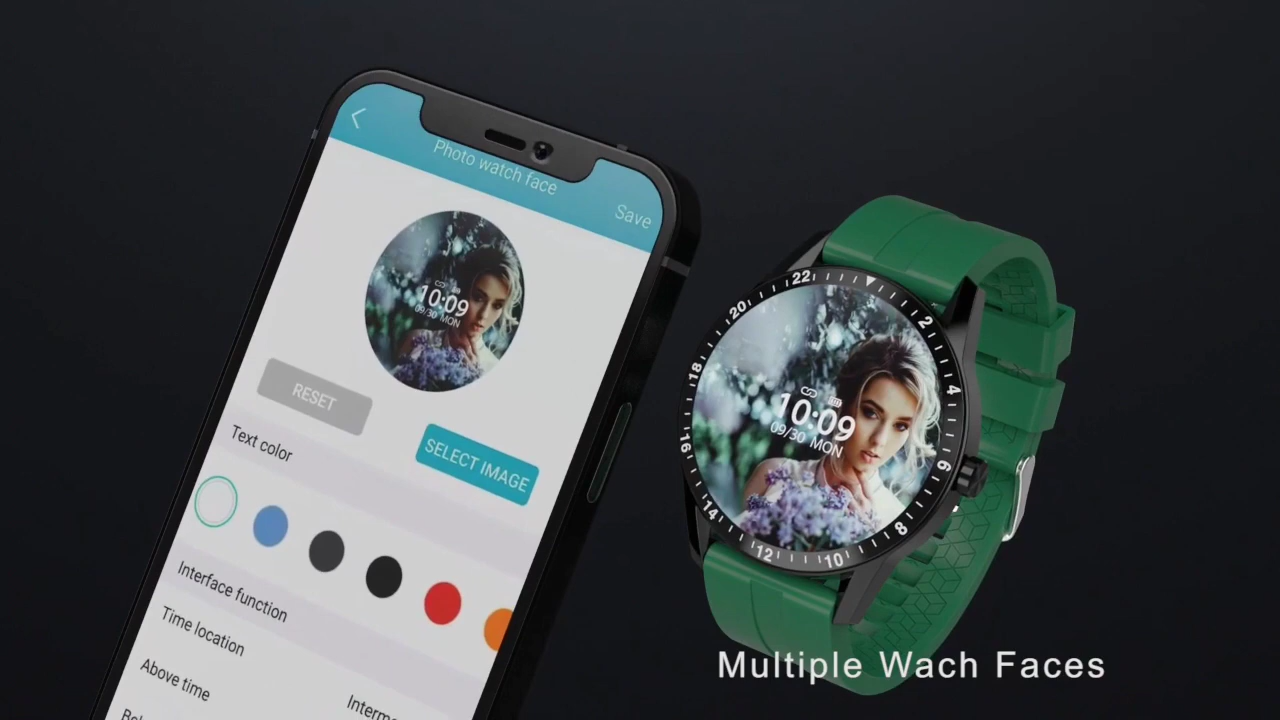 Photo watch face
Save
10:09
09/30 MON
RESET
SELECT IMAGE
Text color
Interface function
Time location
Above time
Interm
22
2
4
6
8
10
12
14
16
18
20
10:09
09/30 MON
Multiple Wach Faces